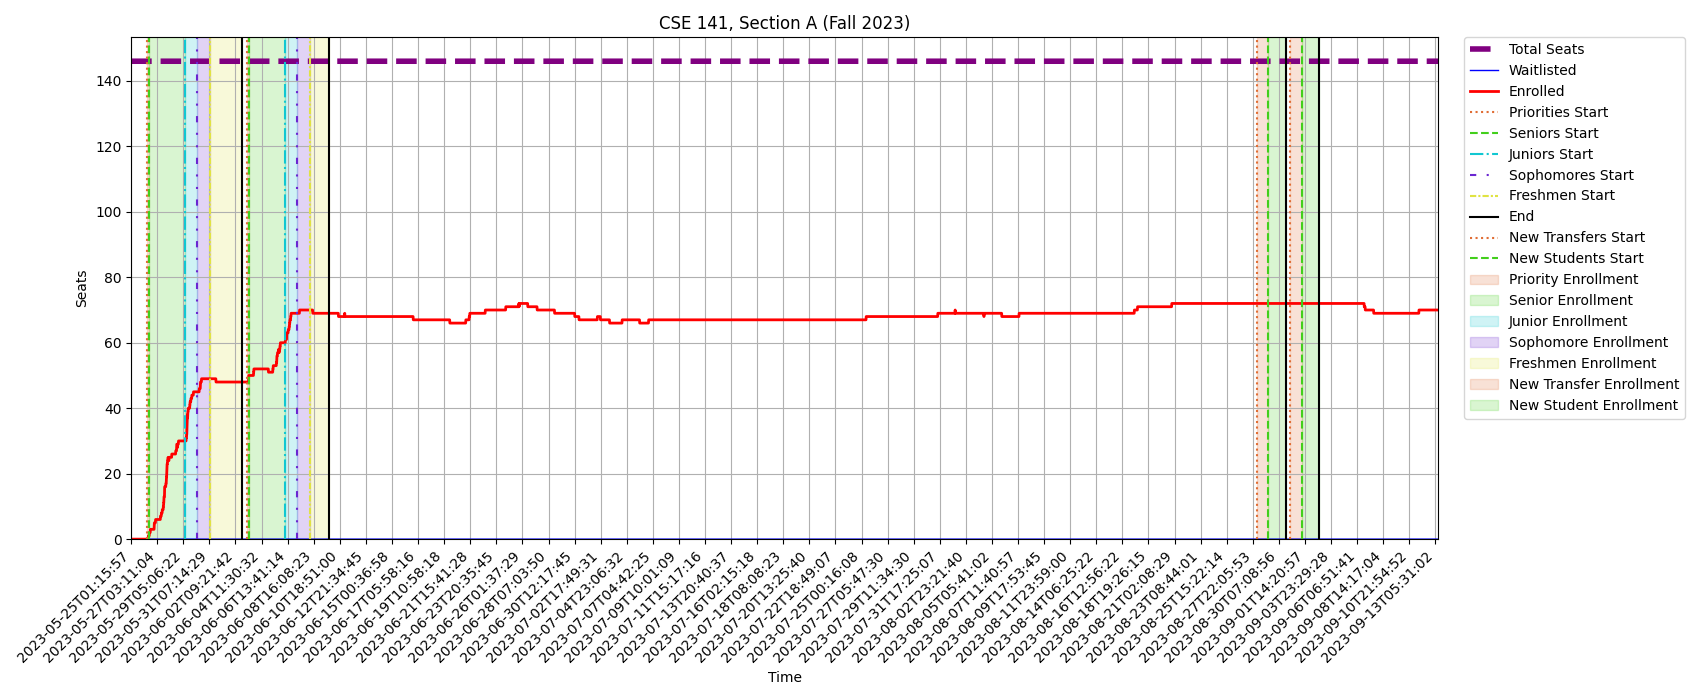 CSE 141, Section A (Fall 2023)
Seats
140
120
100
80
60
40
20
0
2023-05-25T01:15:57
2023-05-27T03:11:04
2023-05-29T05:06:22
2023-05-31T07:14:29
2023-06-02T09:21:42
2023-06-04T11:30:32
2023-06-06T13:41:14
2023-06-08T16:08:23
2023-06-10T18:51:00
2023-06-12T21:34:45
2023-06-15T00:36:58
2023-06-17T05:58:16
2023-06-19T10:58:18
2023-06-21T15:41:28
2023-06-23T20:35:45
2023-06-26T01:37:29
2023-06-28T07:03:50
2023-06-30T12:17:45
2023-07-02T17:49:31
2023-07-04T23:06:32
2023-07-07T04:42:25
2023-07-09T10:01:09
2023-07-11T15:17:16
2023-07-13T20:40:37
2023-07-16T02:15:18
2023-07-18T08:08:23
2023-07-20T13:25:40
2023-07-22T18:49:07
2023-07-25T00:16:08
2023-07-27T05:47:30
2023-07-29T11:34:30
2023-07-31T17:25:07
2023-08-02T23:21:40
2023-08-05T05:41:02
2023-08-07T11:40:57
2023-08-09T17:53:45
2023-08-11T23:59:00
2023-08-14T06:25:22
2023-08-16T12:56:22
2023-08-18T19:26:15
2023-08-21T02:08:29
2023-08-23T08:44:01
2023-08-25T15:22:14
2023-08-27T22:05:53
2023-08-30T07:08:56
2023-09-01T14:20:57
2023-09-03T23:29:28
2023-09-06T06:51:41
2023-09-08T14:17:04
2023-09-10T21:54:52
2023-09-13T05:31:02
Time
Total Seats
Waitlisted
Enrolled
Priorities Start
Seniors Start
Juniors Start
Sophomores Start
Freshmen Start
End
New Transfers Start
New Students Start
Priority Enrollment
Senior Enrollment
Junior Enrollment
Sophomore Enrollment
Freshmen Enrollment
New Transfer Enrollment
New Student Enrollment